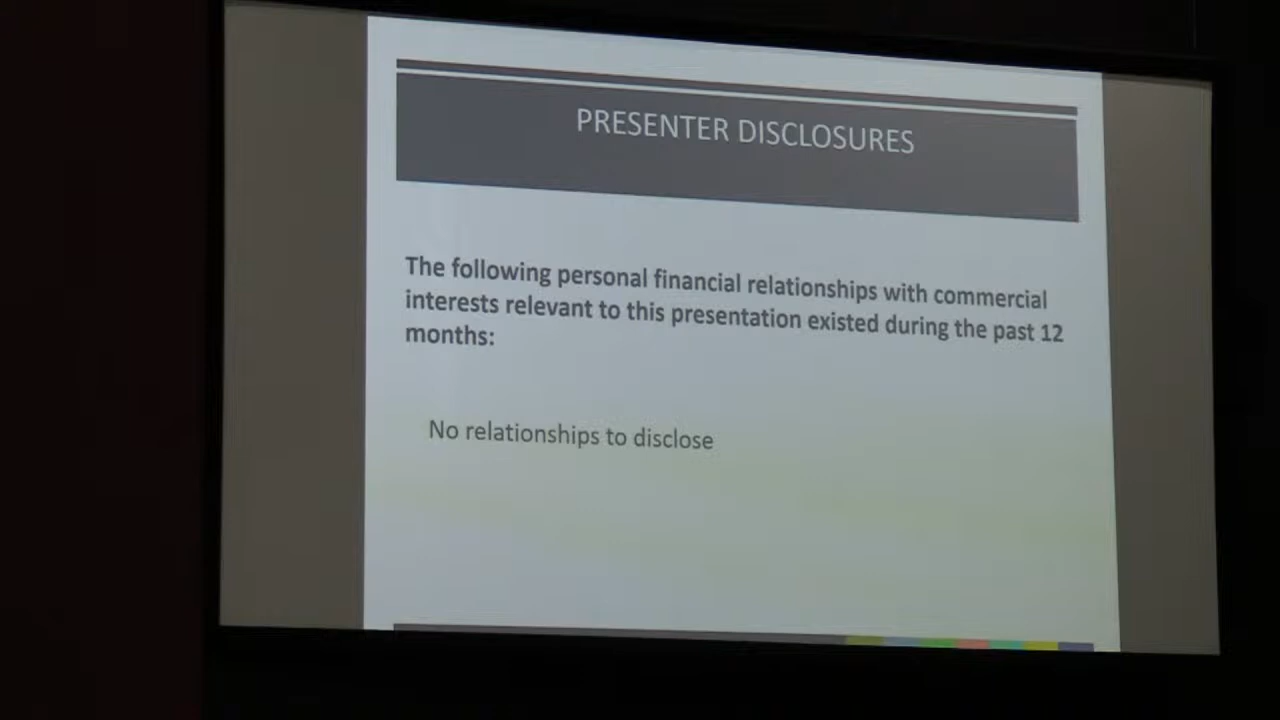 PRESENTER DISCLOSURES
The following personal financial relationships with commercial
interests relevant to this presentation existed during the past 12
months:
No relationships to disclose